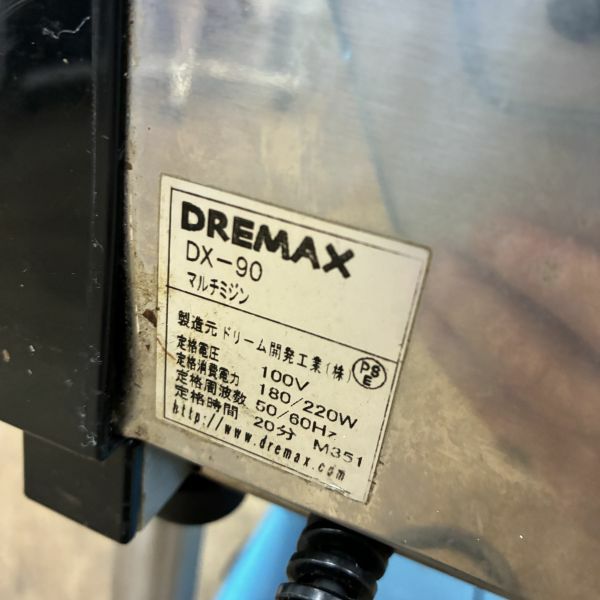 DREMAX
DX-90
マルチミジン
製造元 ドリーム開発工業(株)
PS
E
定格電圧 100V
定格消費電力 180/220W
定格周波数 50/60Hz
定格時間 20分 M351
http://www.dremax.com